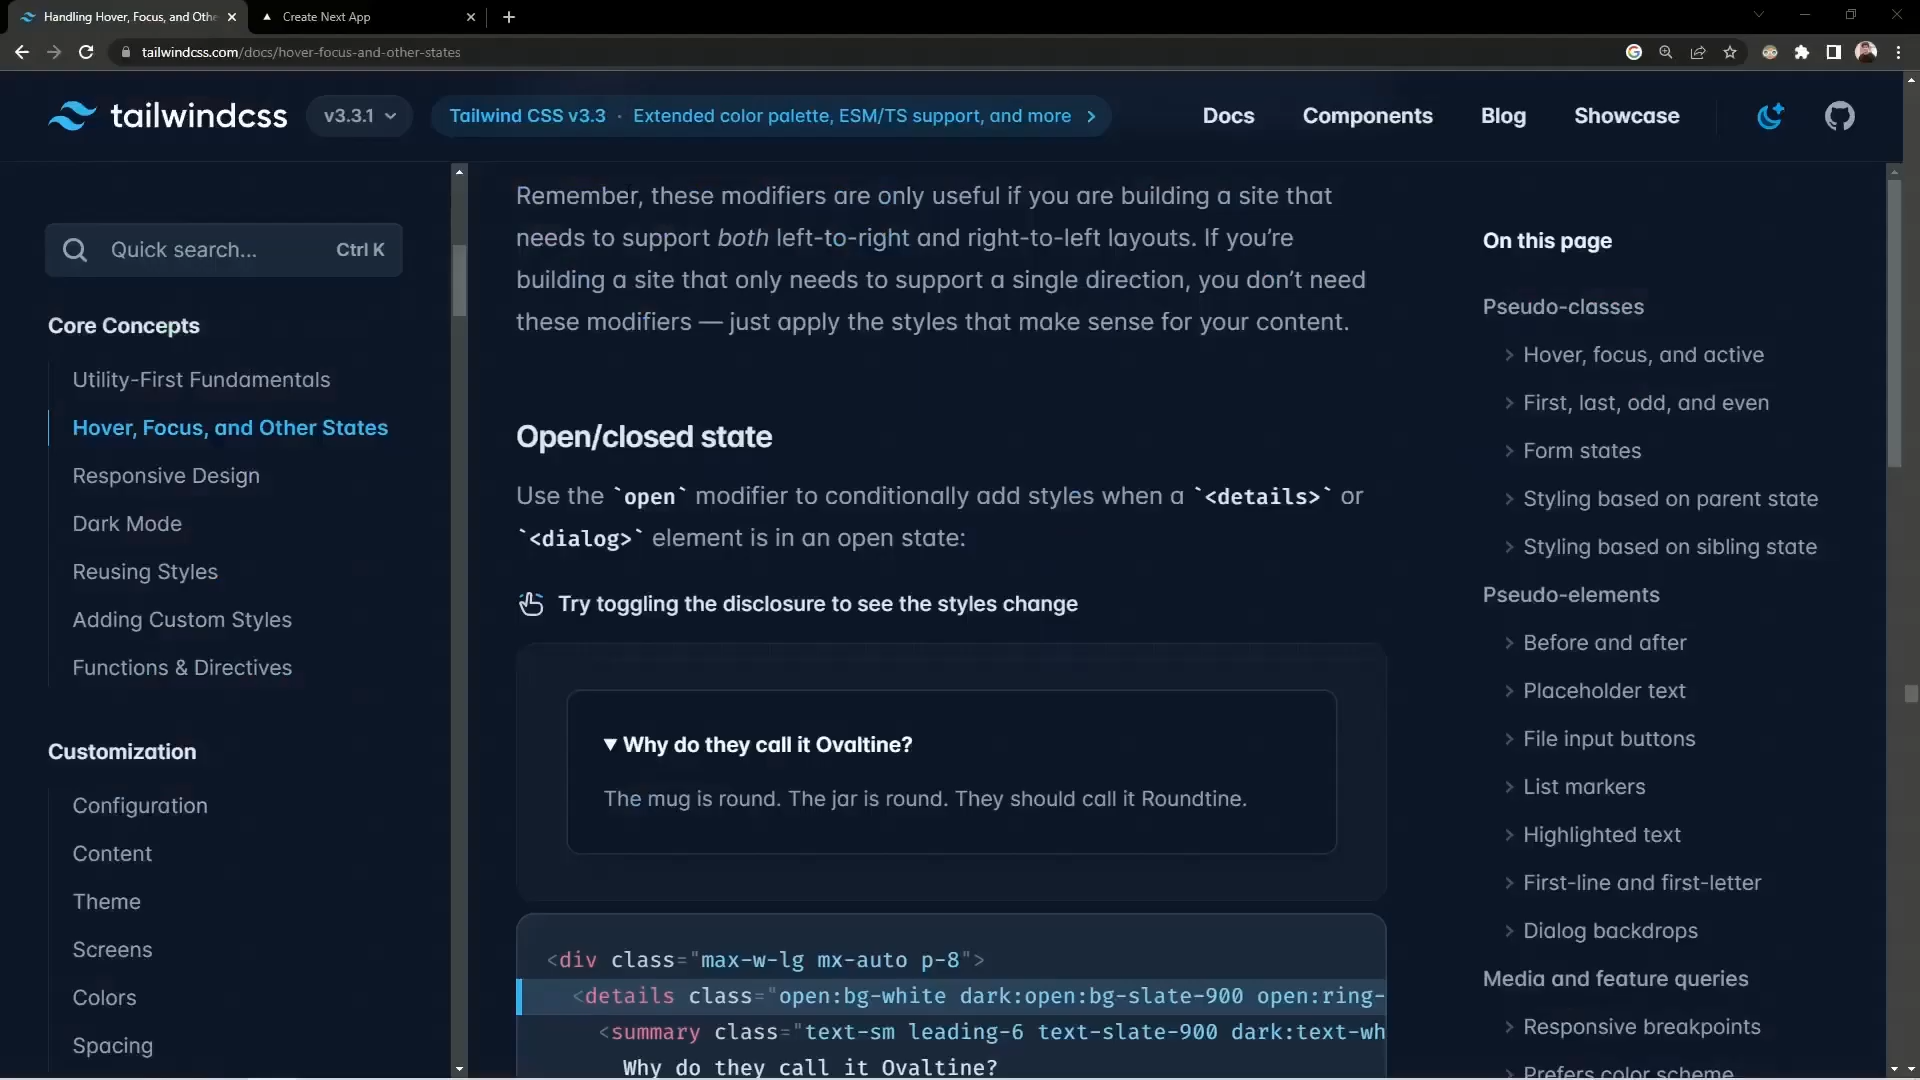 Handling Hover, Focus, and Othe
Create Next App
tailwindcss.com/docs/hover-focus-and-other-states
tailwindcss
v3.3.1
Tailwind CSS v3.3 · Extended color palette, ESM/TS support, and more
Docs
Components
Blog
Showcase
Quick search...
Ctrl K
Core Concepts
Utility-First Fundamentals
Hover, Focus, and Other States
Responsive Design
Dark Mode
Reusing Styles
Adding Custom Styles
Functions & Directives
Customization
Configuration
Content
Theme
Screens
Colors
Spacing
Remember, these modifiers are only useful if you are building a site that
needs to support both left-to-right and right-to-left layouts. If you’re
building a site that only needs to support a single direction, you don’t need
these modifiers — just apply the styles that make sense for your content.
Open/closed state
Use the `open` modifier to conditionally add styles when a `<details>` or
`<dialog>` element is in an open state:
Try toggling the disclosure to see the styles change
Why do they call it Ovaltine?
The mug is round. The jar is round. They should call it Roundtine.
<div class="max-w-lg mx-auto p-8">
<details class="open:bg-white dark:open:bg-slate-900 open:ring-
<summary class="text-sm leading-6 text-slate-900 dark:text-wh
Why do they call it Ovaltine?
On this page
Pseudo-classes
Hover, focus, and active
First, last, odd, and even
Form states
Styling based on parent state
Styling based on sibling state
Pseudo-elements
Before and after
Placeholder text
File input buttons
List markers
Highlighted text
First-line and first-letter
Dialog backdrops
Media and feature queries
Responsive breakpoints
Prefers color scheme